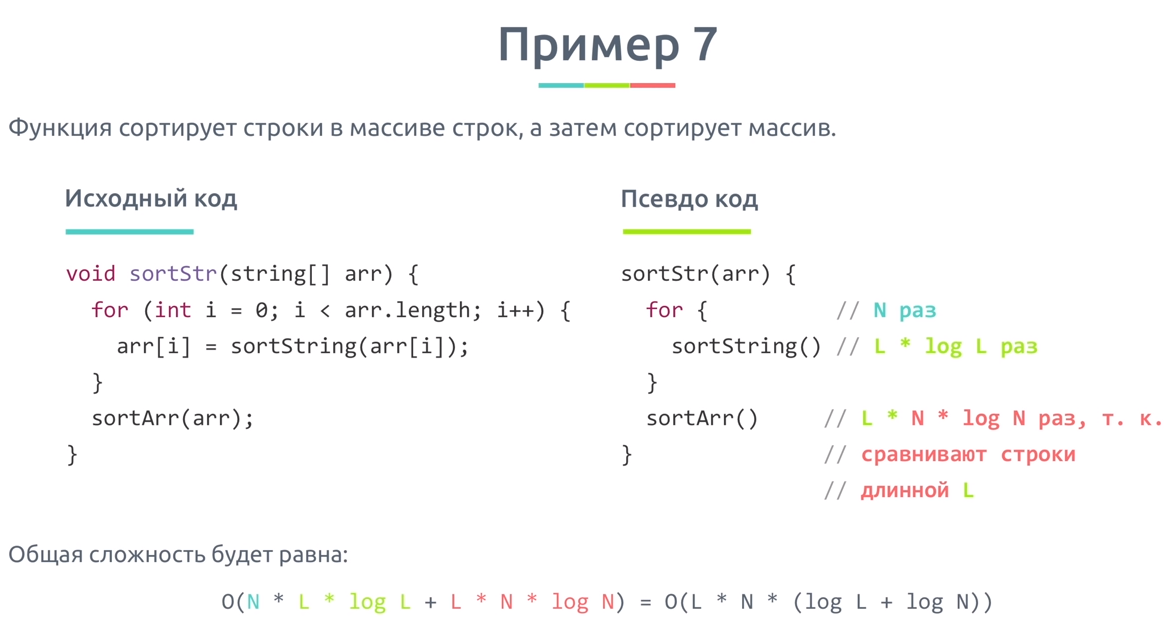 Пример 7
Функция сортирует строки в массиве строк, а затем сортирует массив.
Исходный код
void sortStr(string[] arr) {
for (int i = 0; i < arr.length; i++) {
arr[i] = sortString(arr[i]);
}
sortArr(arr);
}
Псевдо код
sortStr(arr) {
for { // N раз
sortString() // L * log L раз
}
sortArr() // L * N * log N раз, т. к.
} // сравнивают строки
// длинной L
Общая сложность будет равна:
O(N * L * log L + L * N * log N) = O(L * N * (log L + log N))